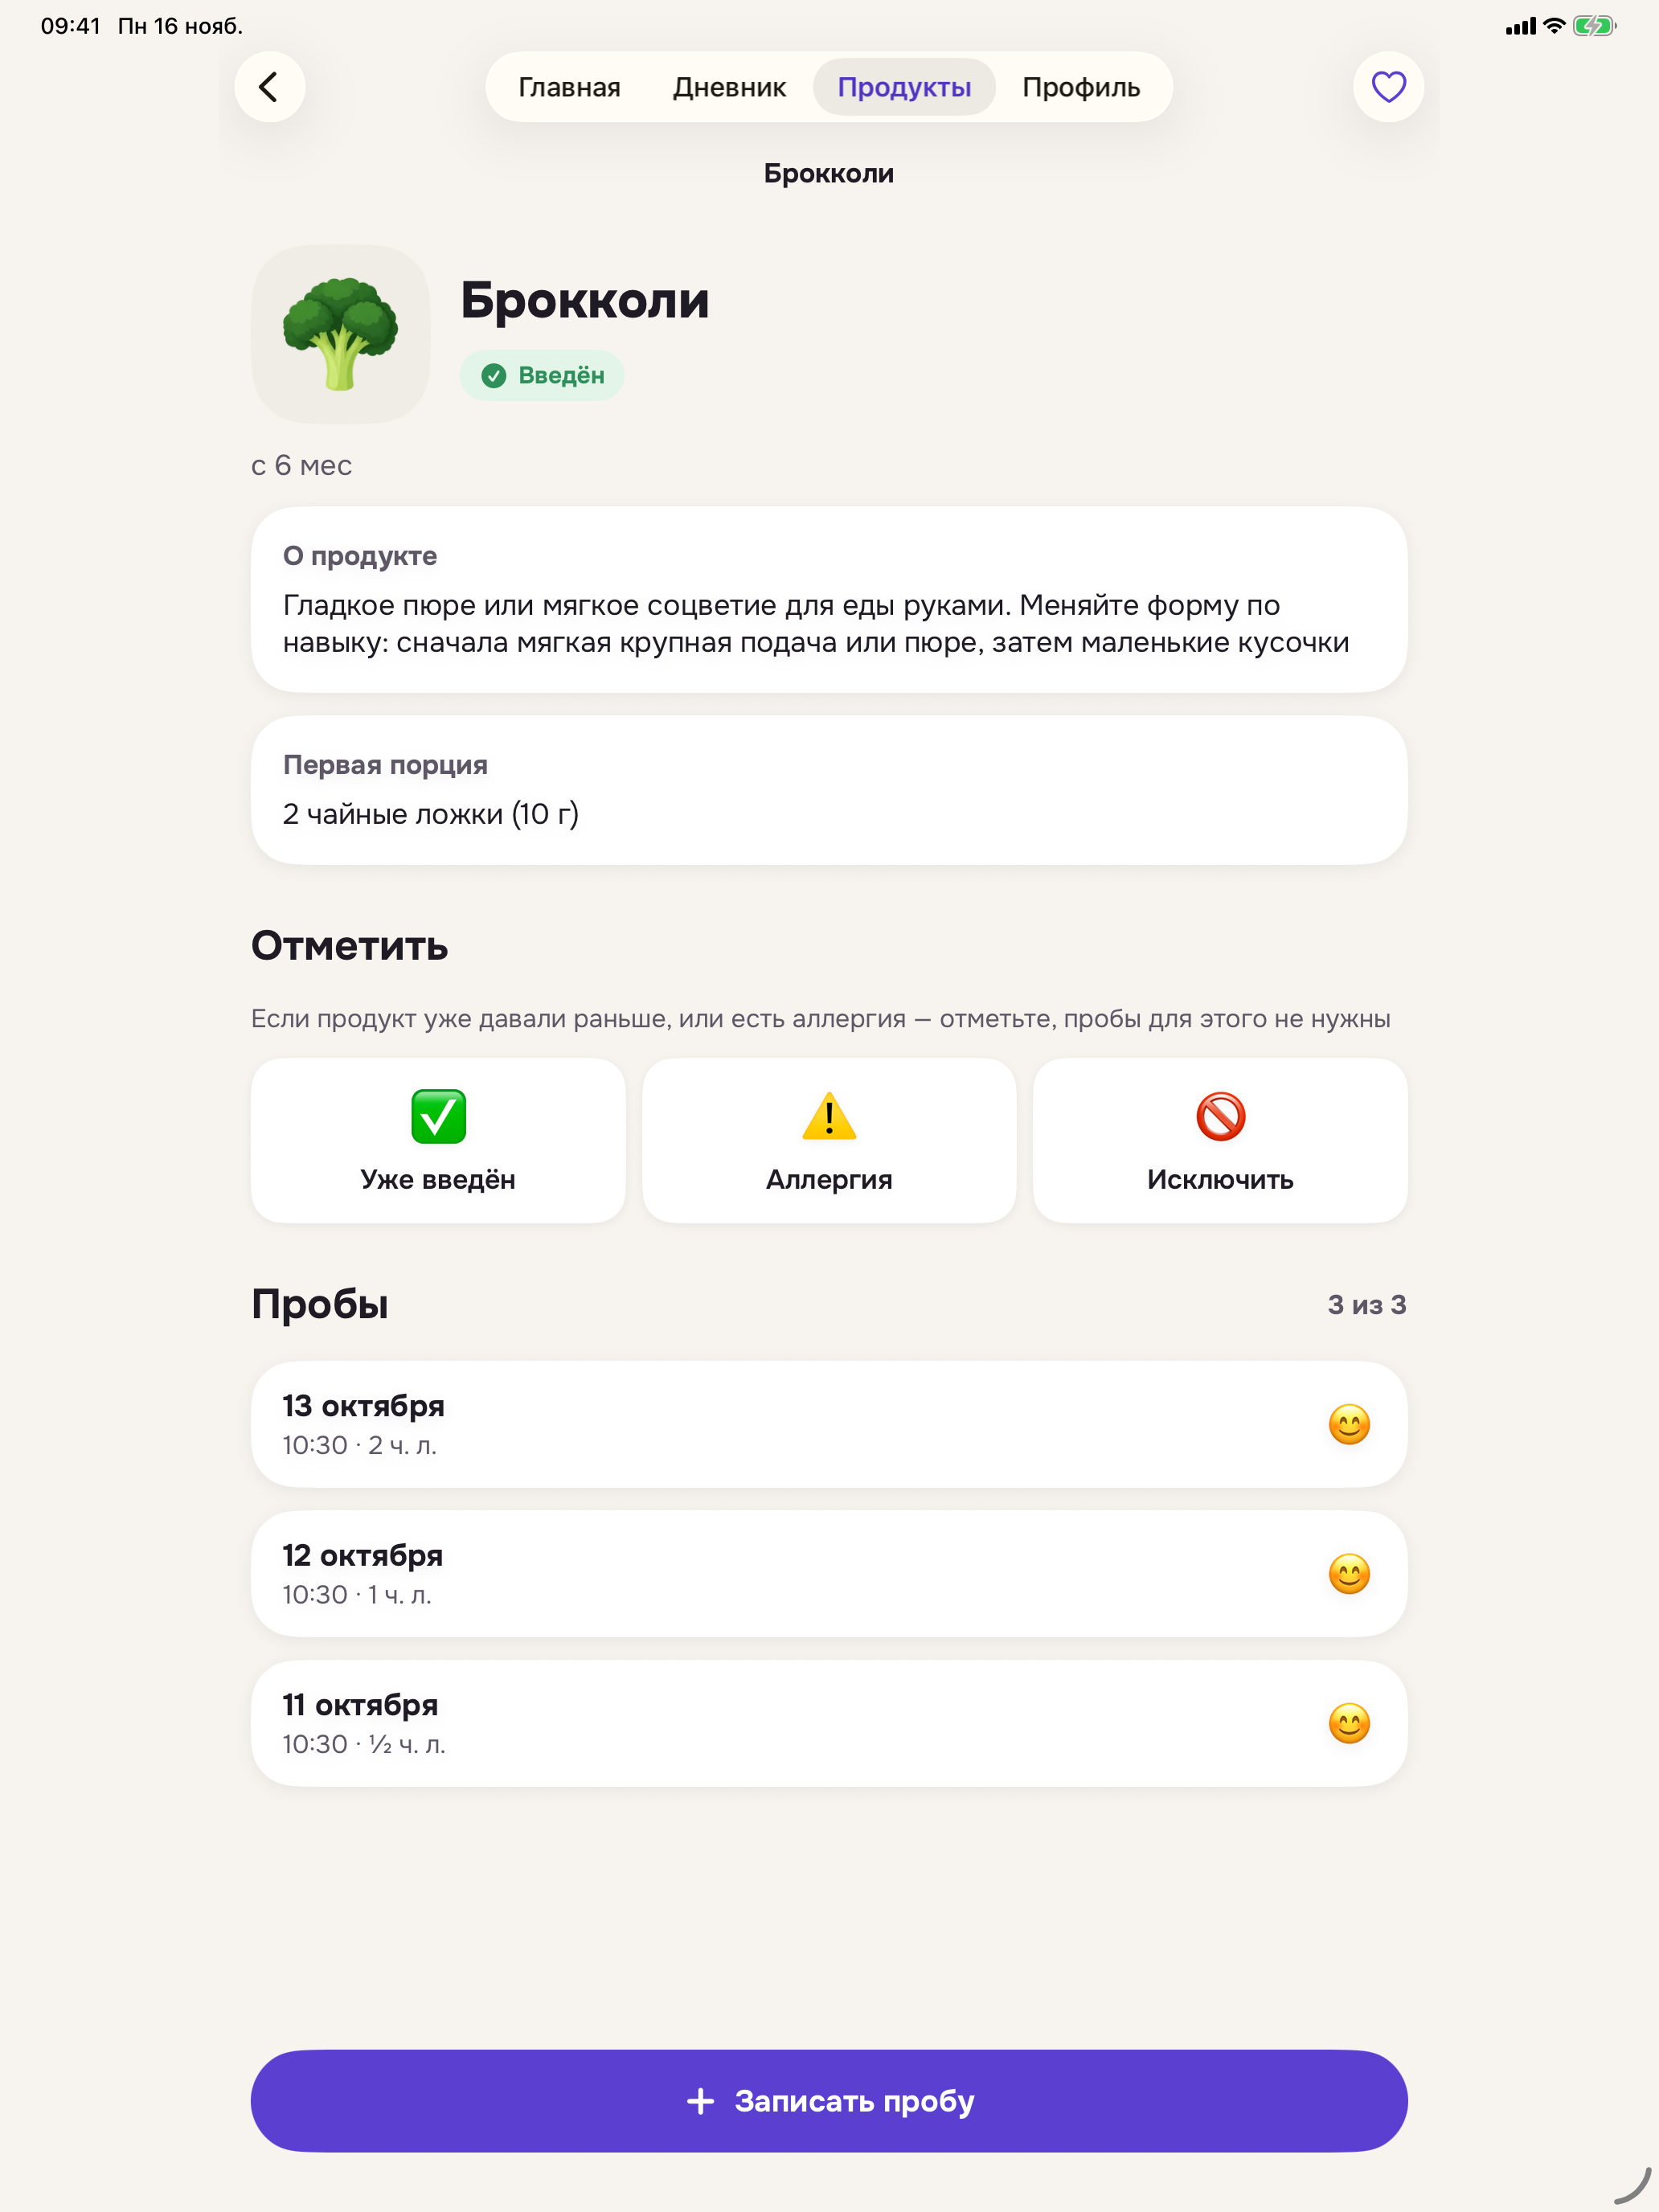 09:41 Пн 16 нояб.
Главная Дневник Продукты Профиль
Брокколи
Брокколи
Введён
с 6 мес
О продукте
Гладкое пюре или мягкое соцветие для еды руками. Меняйте форму по
навыку: сначала мягкая крупная подача или пюре, затем маленькие кусочки
Первая порция
2 чайные ложки (10 г)
Отметить
Если продукт уже давали раньше, или есть аллергия — отметьте, пробы для этого не нужны
Уже введён
Аллергия
Исключить
Пробы
3 из 3
13 октября
10:30 · 2 ч. л.
12 октября
10:30 · 1 ч. л.
11 октября
10:30 · ½ ч. л.
+ Записать пробу